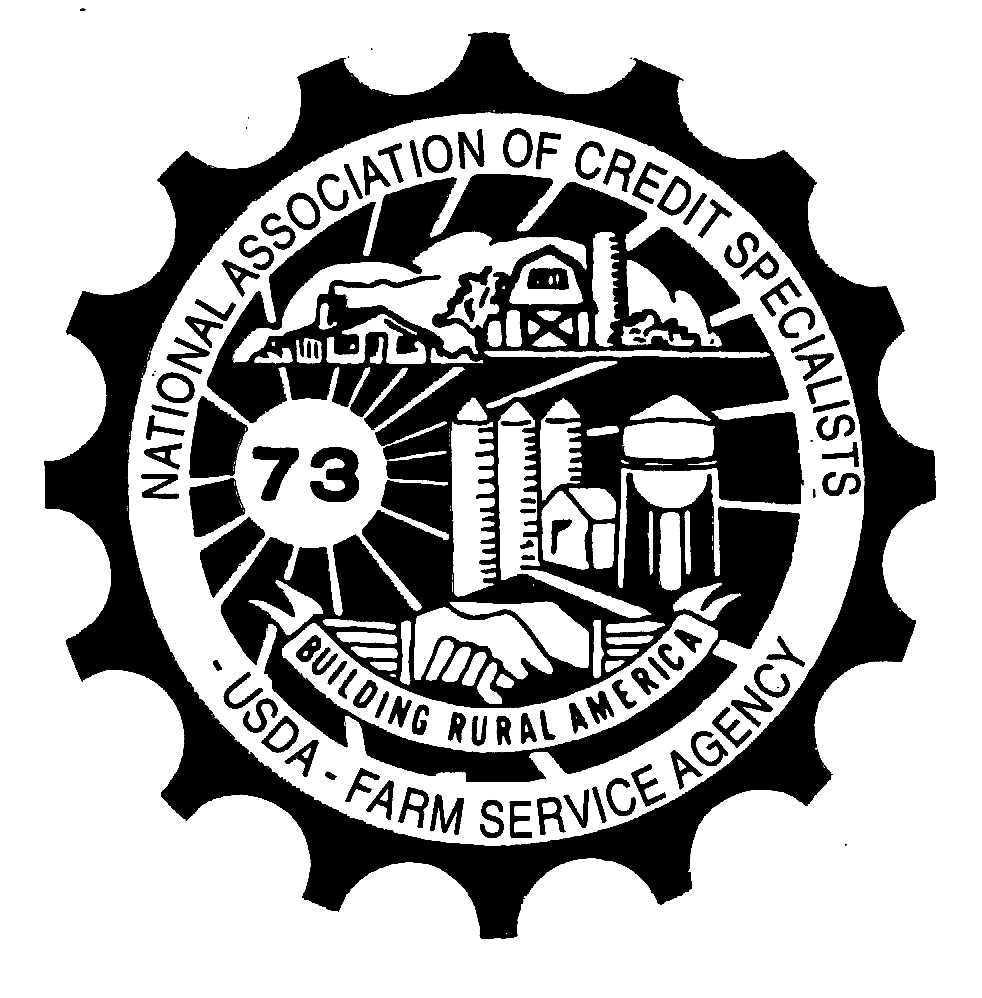 NATIONAL ASSOCIATION OF CREDIT SPECIALISTS
73
BUILDING RURAL AMERICA
- USDA - FARM SERVICE AGENCY